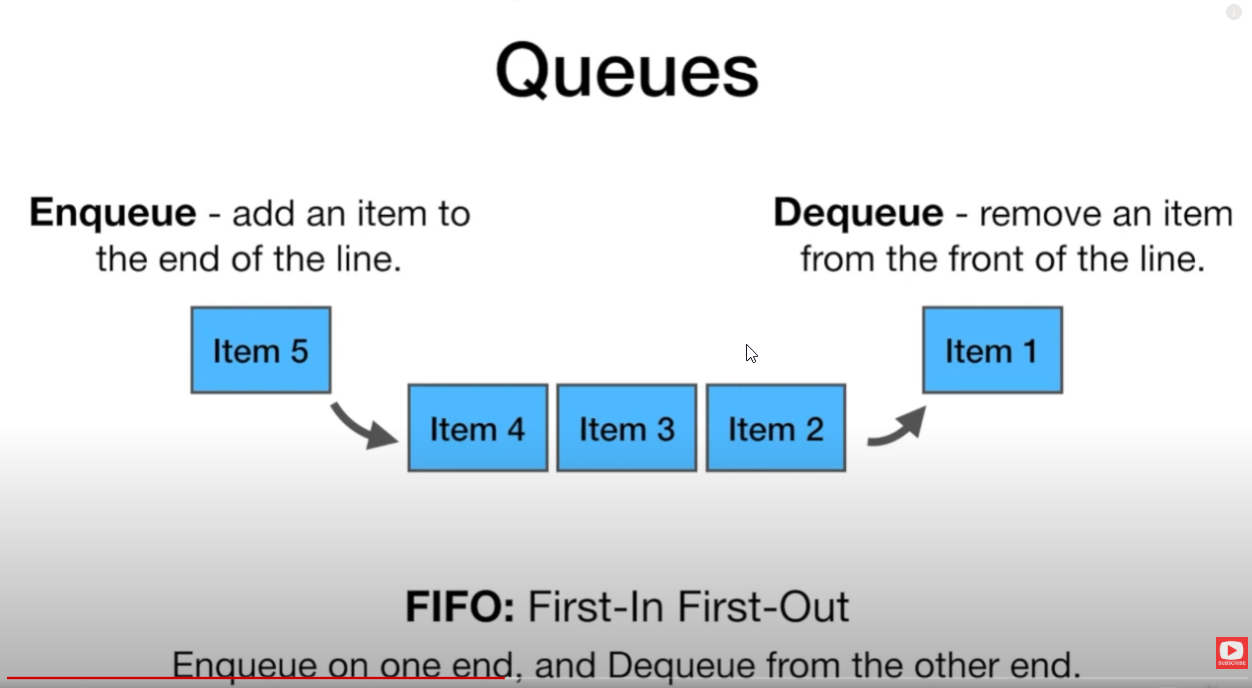 Queues
Enqueue - add an item to
the end of the line.
Dequeue - remove an item
from the front of the line.
Item 5
Item 1
Item 4
Item 3
Item 2
FIFO: First-In First-Out
Enqueue on one end, and Dequeue from the other end.
SUBSCRIBE